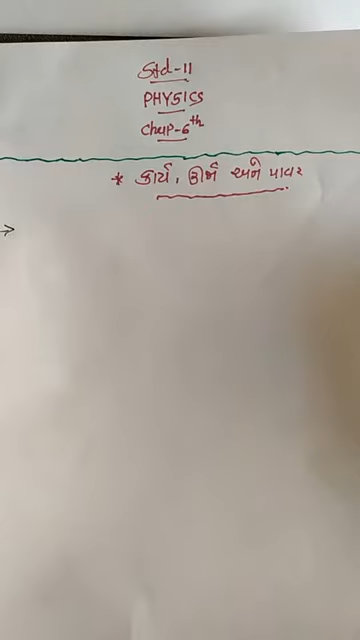 Std-11
PHYSICS
Chap-6th
* કાર્ય, ઊર્જા અને પાવર
→